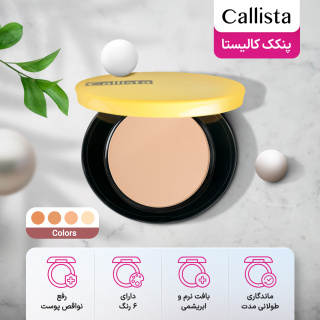 Callista
پنکک کالیستا
Callista
Colors
ماندگاری
طولانی مدت
بافت نرم و
ابریشمی
دارای
۶ رنگ
رفع
نواقص پوست